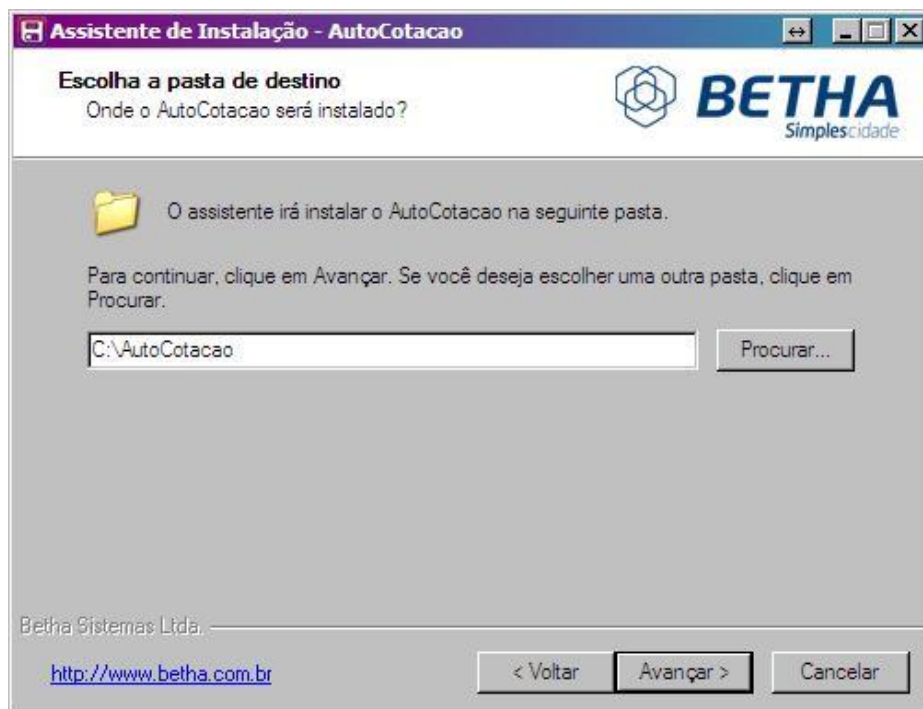 Assistente de Instalação - AutoCotacao
Escolha a pasta de destino
Onde o AutoCotacao será instalado?
BETHA
Simplescidade
O assistente irá instalar o AutoCotacao na seguinte pasta.
Para continuar, clique em Avançar. Se você deseja escolher uma outra pasta, clique em
Procurar.
C:\AutoCotacao
Procurar...
Betha Sistemas Ltda.
http://www.betha.com.br
< Voltar
Avançar >
Cancelar